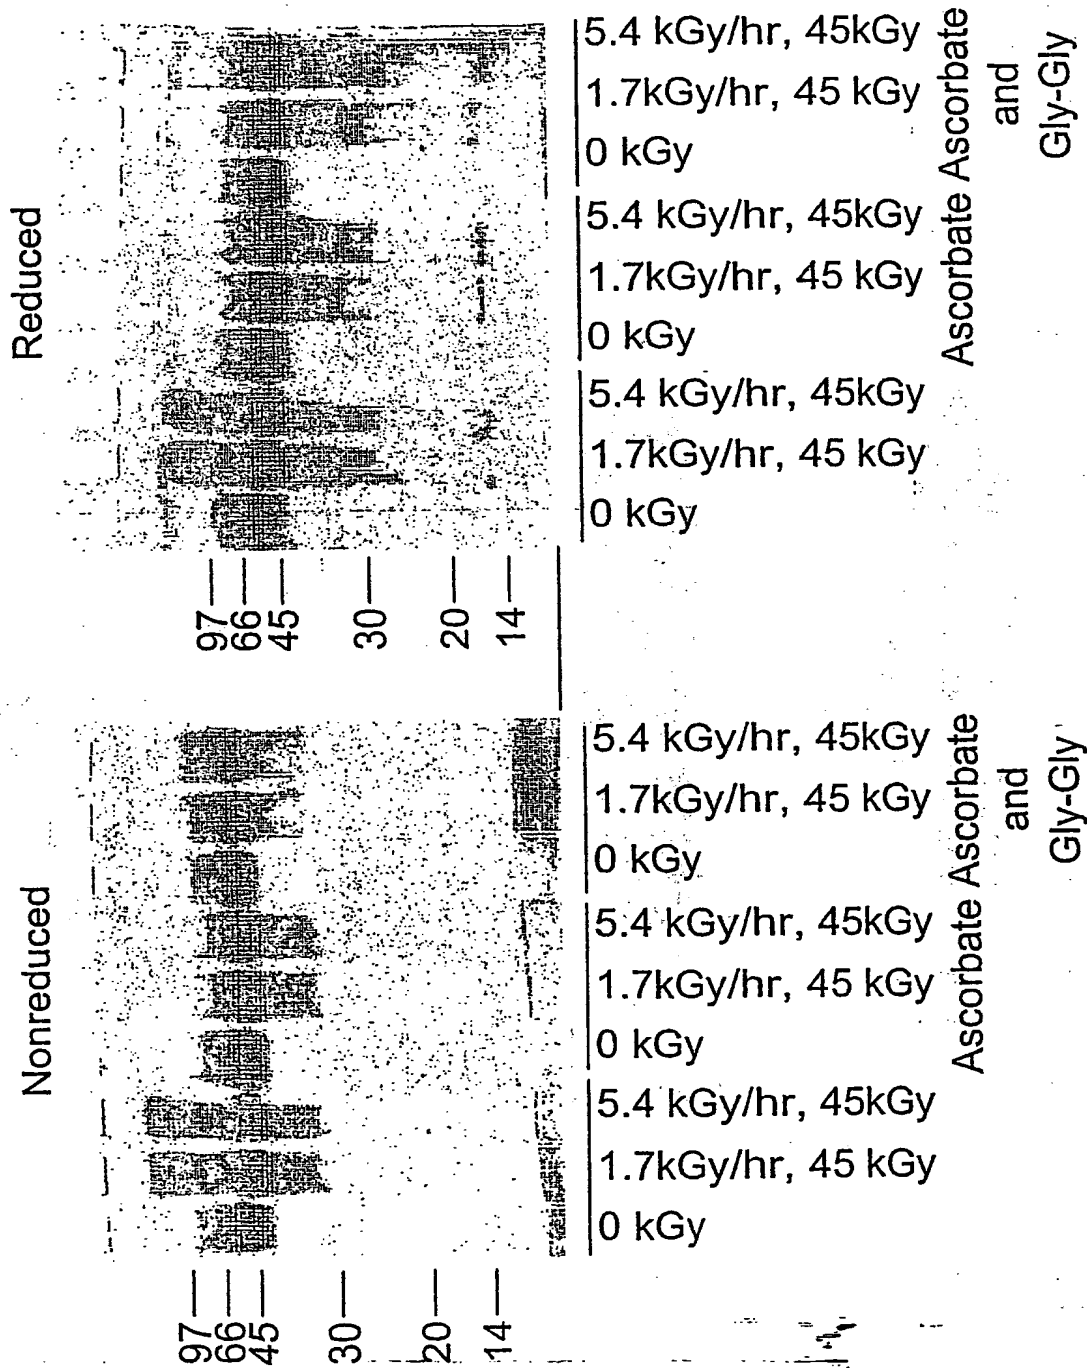 Reduced
5.4 kGy/hr, 45kGy
1.7kGy/hr, 45 kGy
0 kGy
Ascorbate
and
Gly-Gly
5.4 kGy/hr, 45kGy
1.7kGy/hr, 45 kGy
0 kGy
Ascorbate
5.4 kGy/hr, 45kGy
1.7kGy/hr, 45 kGy
0 kGy
97
66
45
30
20
14
Nonreduced
5.4 kGy/hr, 45kGy
1.7kGy/hr, 45 kGy
0 kGy
Ascorbate
and
Gly-Gly
5.4 kGy/hr, 45kGy
1.7kGy/hr, 45 kGy
0 kGy
Ascorbate
5.4 kGy/hr, 45kGy
1.7kGy/hr, 45 kGy
0 kGy
97
66
45
30
20
14